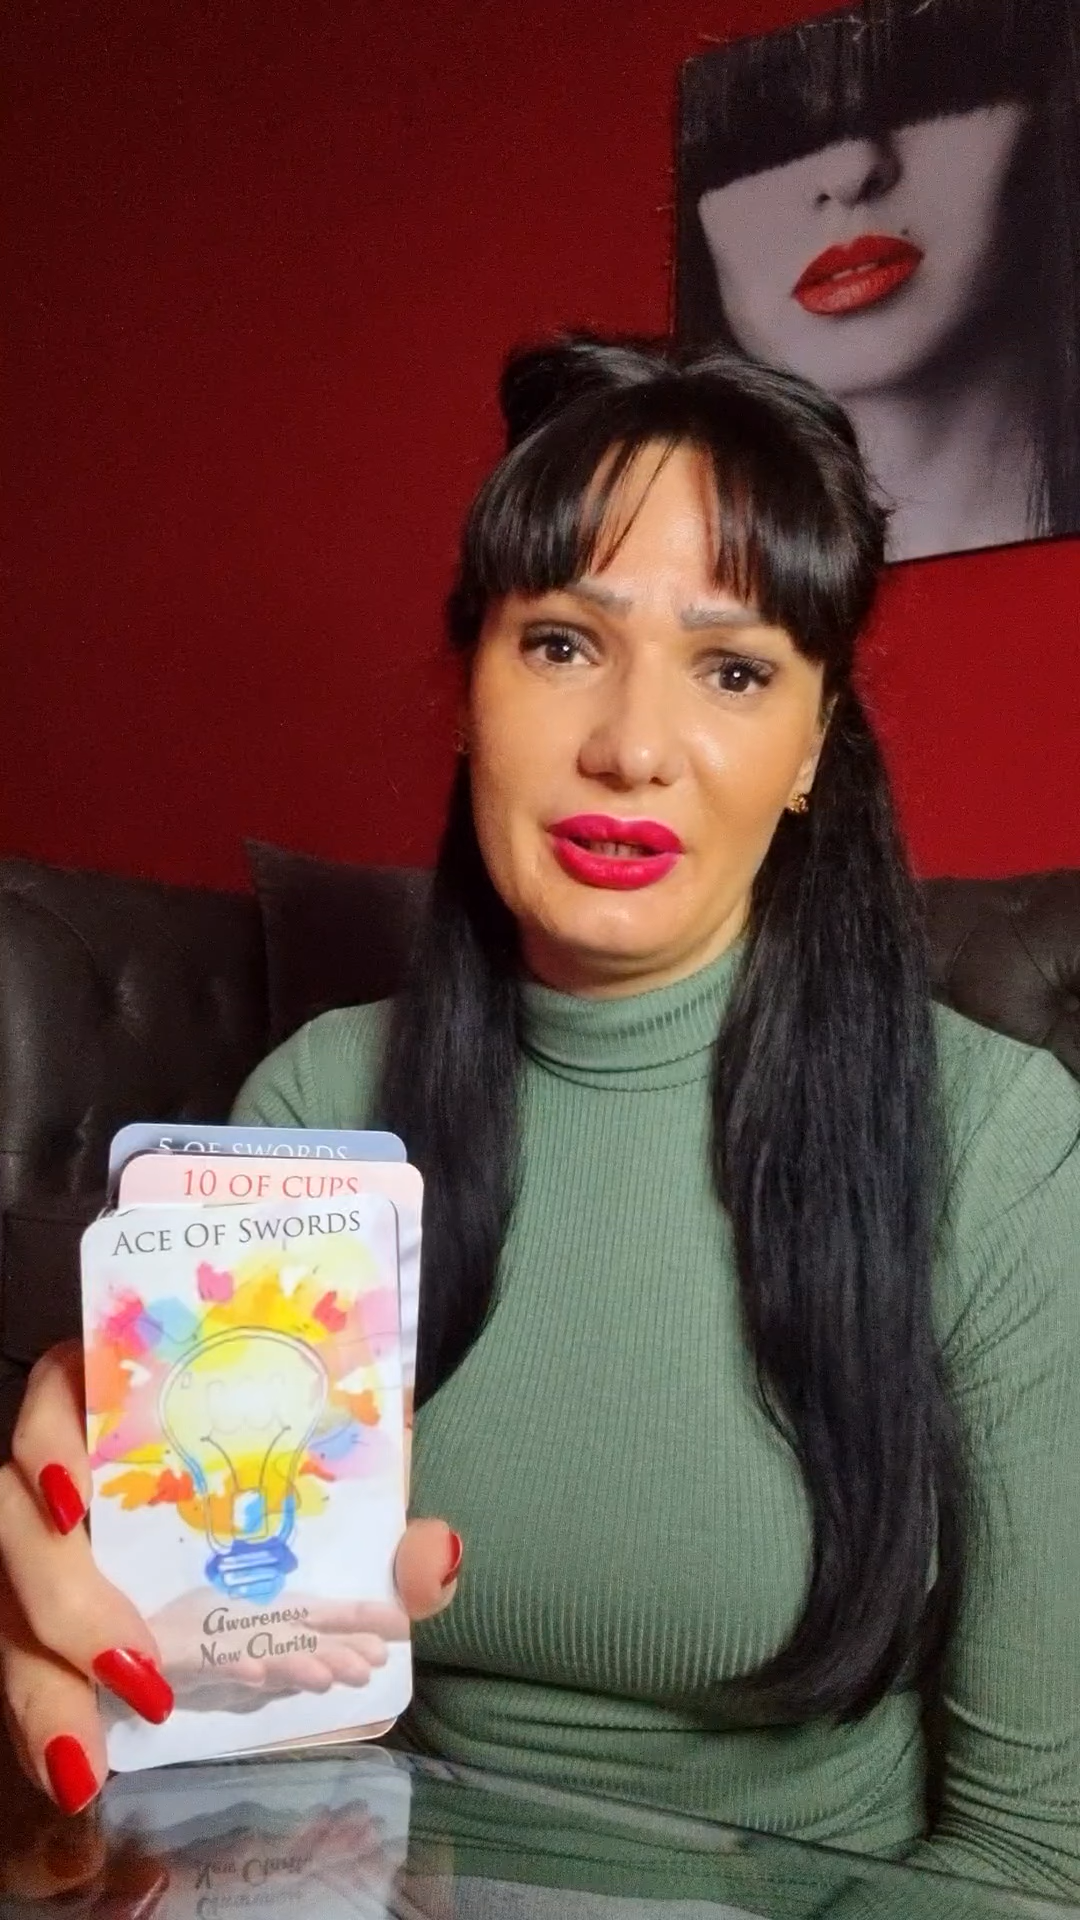 5 OF SWORDS
10 OF CUPS
ACE OF SWORDS
Awareness
New Clarity